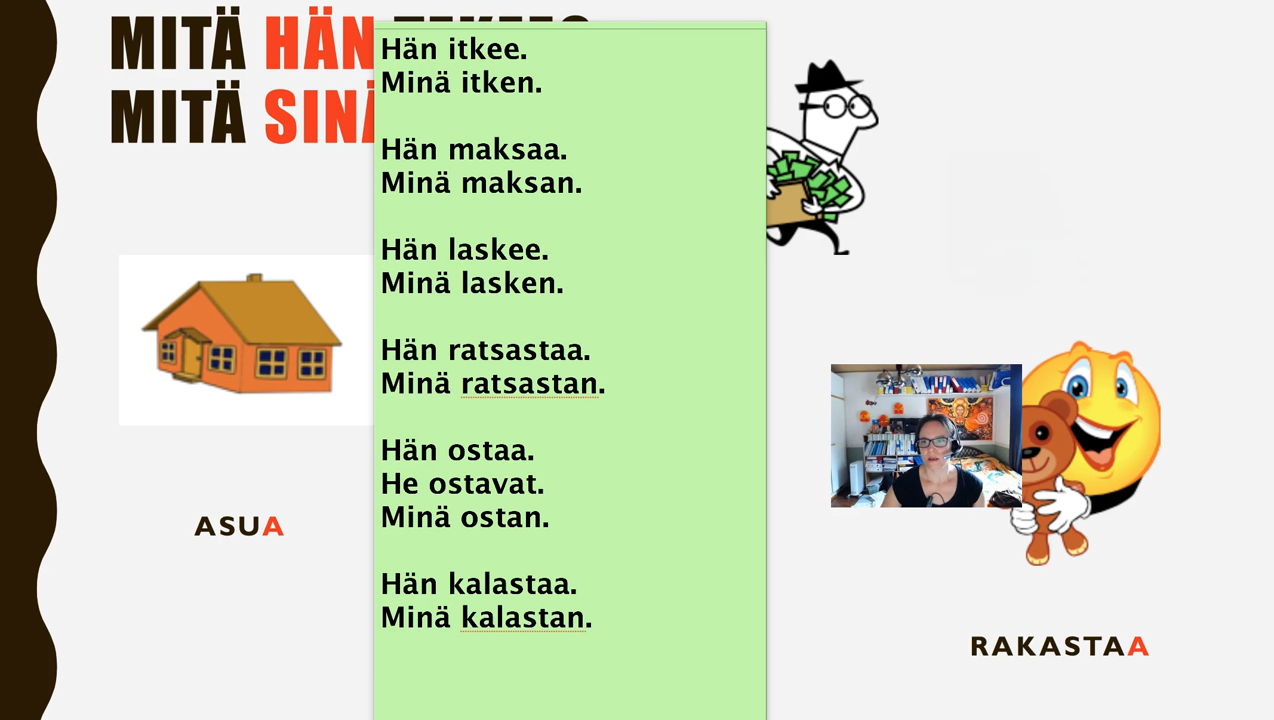 MITÄ HÄN
MITÄ SINÄ
Hän itkee.
Minä itken.
Hän maksaa.
Minä maksan.
Hän laskee.
Minä lasken.
Hän ratsastaa.
Minä ratsastan.
Hän ostaa.
He ostavat.
Minä ostan.
Hän kalastaa.
Minä kalastan.
ASUA
RAKASTAA